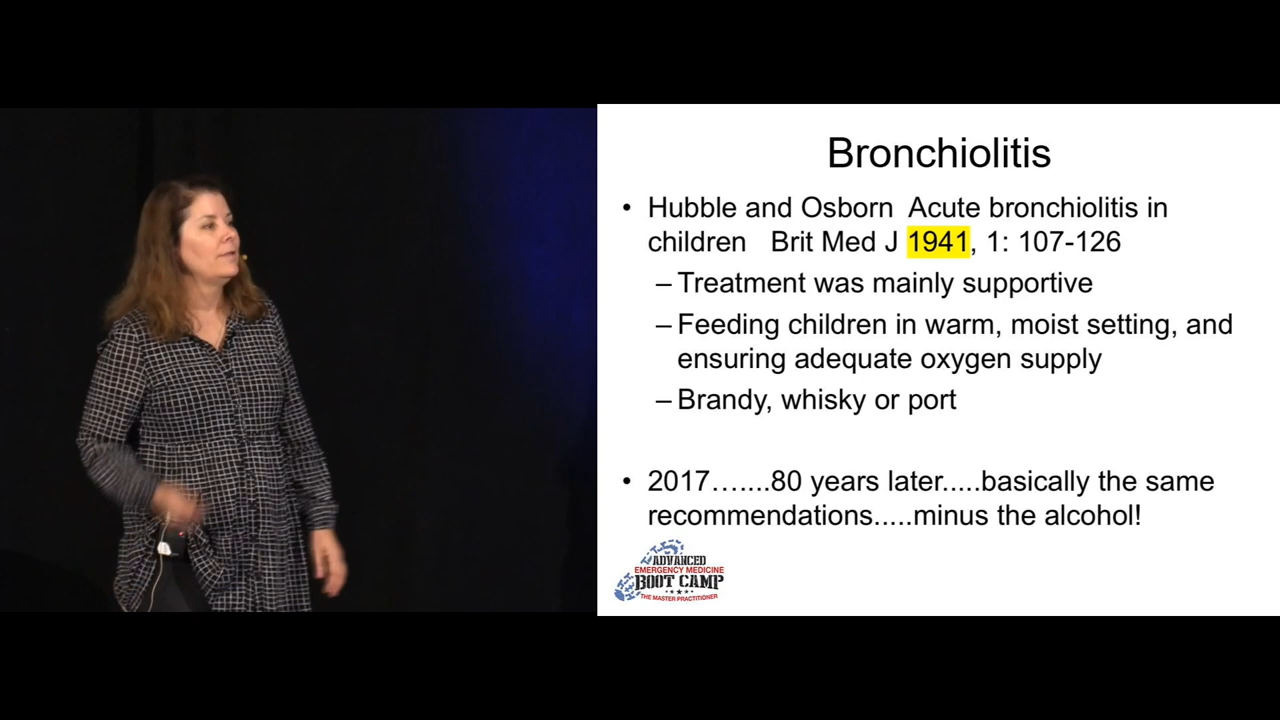 Bronchiolitis
• Hubble and Osborn Acute bronchiolitis in
children Brit Med J 1941, 1: 107-126
– Treatment was mainly supportive
– Feeding children in warm, moist setting, and
ensuring adequate oxygen supply
– Brandy, whisky or port
• 2017…....80 years later.....basically the same
recommendations.....minus the alcohol!
ADVANCED
EMERGENCY MEDICINE
BOOT CAMP
THE MASTER PRACTITIONER